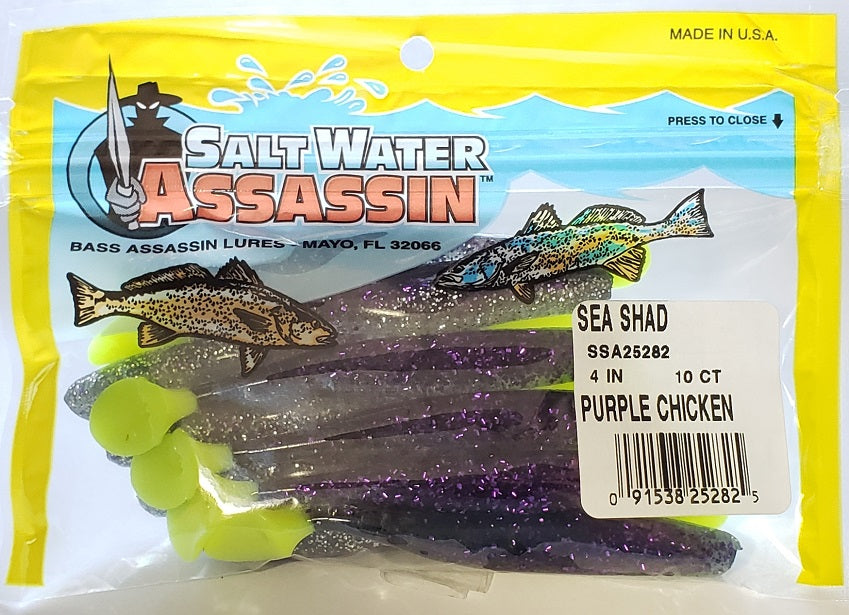 MADE IN U.S.A.
PRESS TO CLOSE
SALT WATER
ASSASSIN™
BASS ASSASSIN LURES - MAYO, FL 32066
SEA SHAD
SSA25282
4 IN 10 CT
PURPLE CHICKEN
0 91538 25282 5